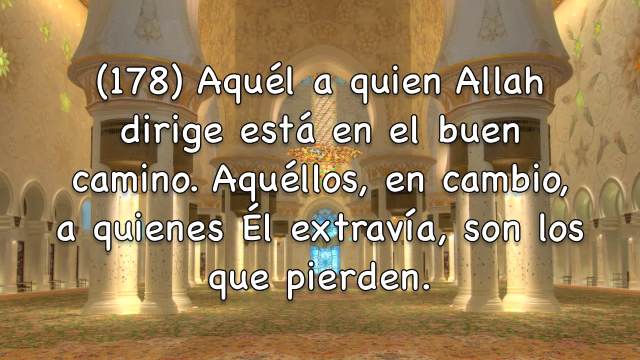 (178) Aquél a quien Allah
dirige está en el buen
camino. Aquéllos, en cambio,
a quienes Él extravía, son los
que pierden.